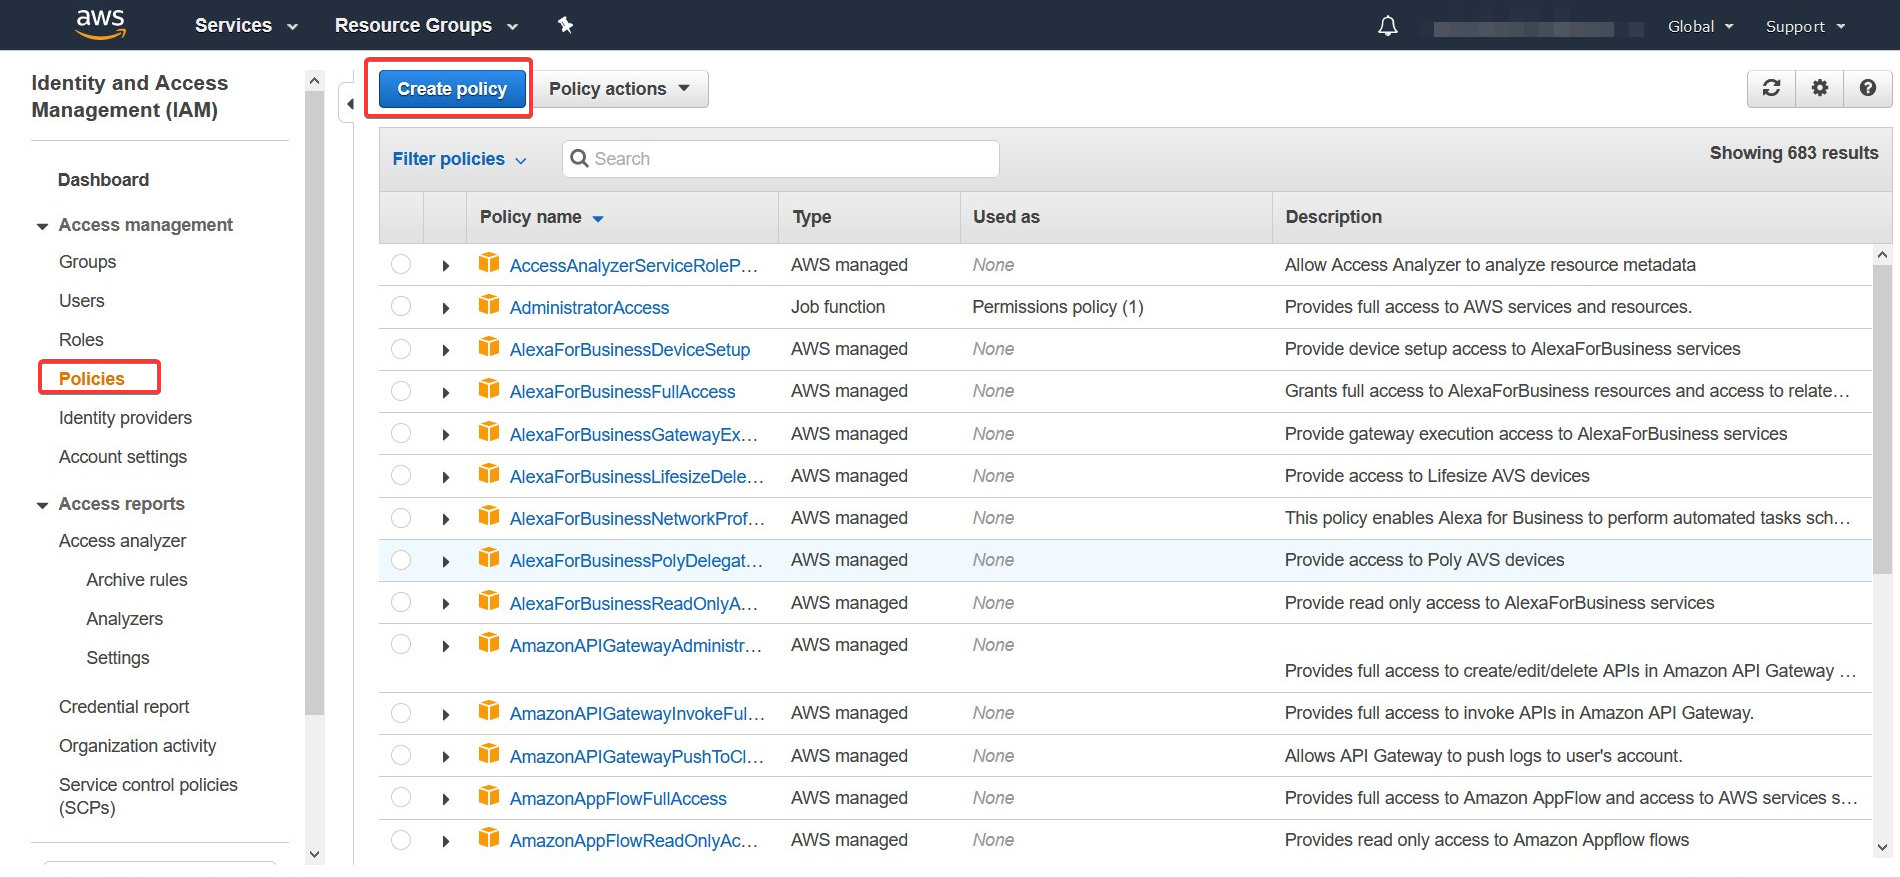 aws
Services
Resource Groups
Global
Support
Identity and Access
Management (IAM)
Dashboard
Access management
Groups
Users
Roles
Policies
Identity providers
Account settings
Access reports
Access analyzer
Archive rules
Analyzers
Settings
Credential report
Organization activity
Service control policies
(SCPs)
Create policy
Policy actions
Filter policies
Search
Showing 683 results
Policy name Type Used as Description
AccessAnalyzerServiceRoleP... AWS managed None Allow Access Analyzer to analyze resource metadata
AdministratorAccess Job function Permissions policy (1) Provides full access to AWS services and resources.
AlexaForBusinessDeviceSetup AWS managed None Provide device setup access to AlexaForBusiness services
AlexaForBusinessFullAccess AWS managed None Grants full access to AlexaForBusiness resources and access to relate...
AlexaForBusinessGatewayEx... AWS managed None Provide gateway execution access to AlexaForBusiness services
AlexaForBusinessLifesizeDele... AWS managed None Provide access to Lifesize AVS devices
AlexaForBusinessNetworkProf... AWS managed None This policy enables Alexa for Business to perform automated tasks sch...
AlexaForBusinessPolyDelegat... AWS managed None Provide access to Poly AVS devices
AlexaForBusinessReadOnlyA... AWS managed None Provide read only access to AlexaForBusiness services
AmazonAPIGatewayAdministr... AWS managed None
Provides full access to create/edit/delete APIs in Amazon API Gateway ...
AmazonAPIGatewayInvokeFul... AWS managed None Provides full access to invoke APIs in Amazon API Gateway.
AmazonAPIGatewayPushToCl... AWS managed None Allows API Gateway to push logs to user's account.
AmazonAppFlowFullAccess AWS managed None Provides full access to Amazon AppFlow and access to AWS services s...
AmazonAppFlowReadOnlyAc... AWS managed None Provides read only access to Amazon Appflow flows